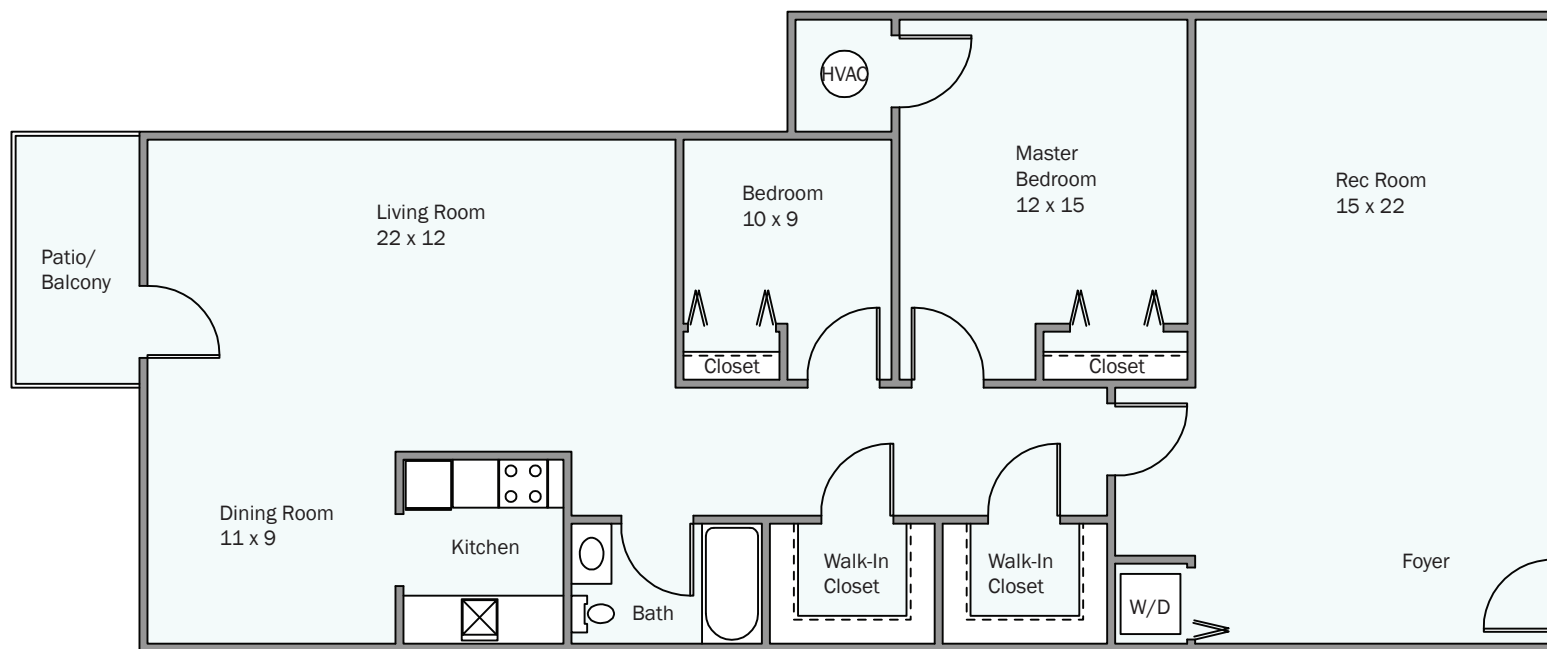 HVAC
Master
Bedroom
12 x 15
Rec Room
15 x 22
Bedroom
10 x 9
Living Room
22 x 12
Patio/
Balcony
Closet
Closet
Dining Room
11 x 9
Kitchen
Bath
Walk-In
Closet
Walk-In
Closet
W/D
Foyer